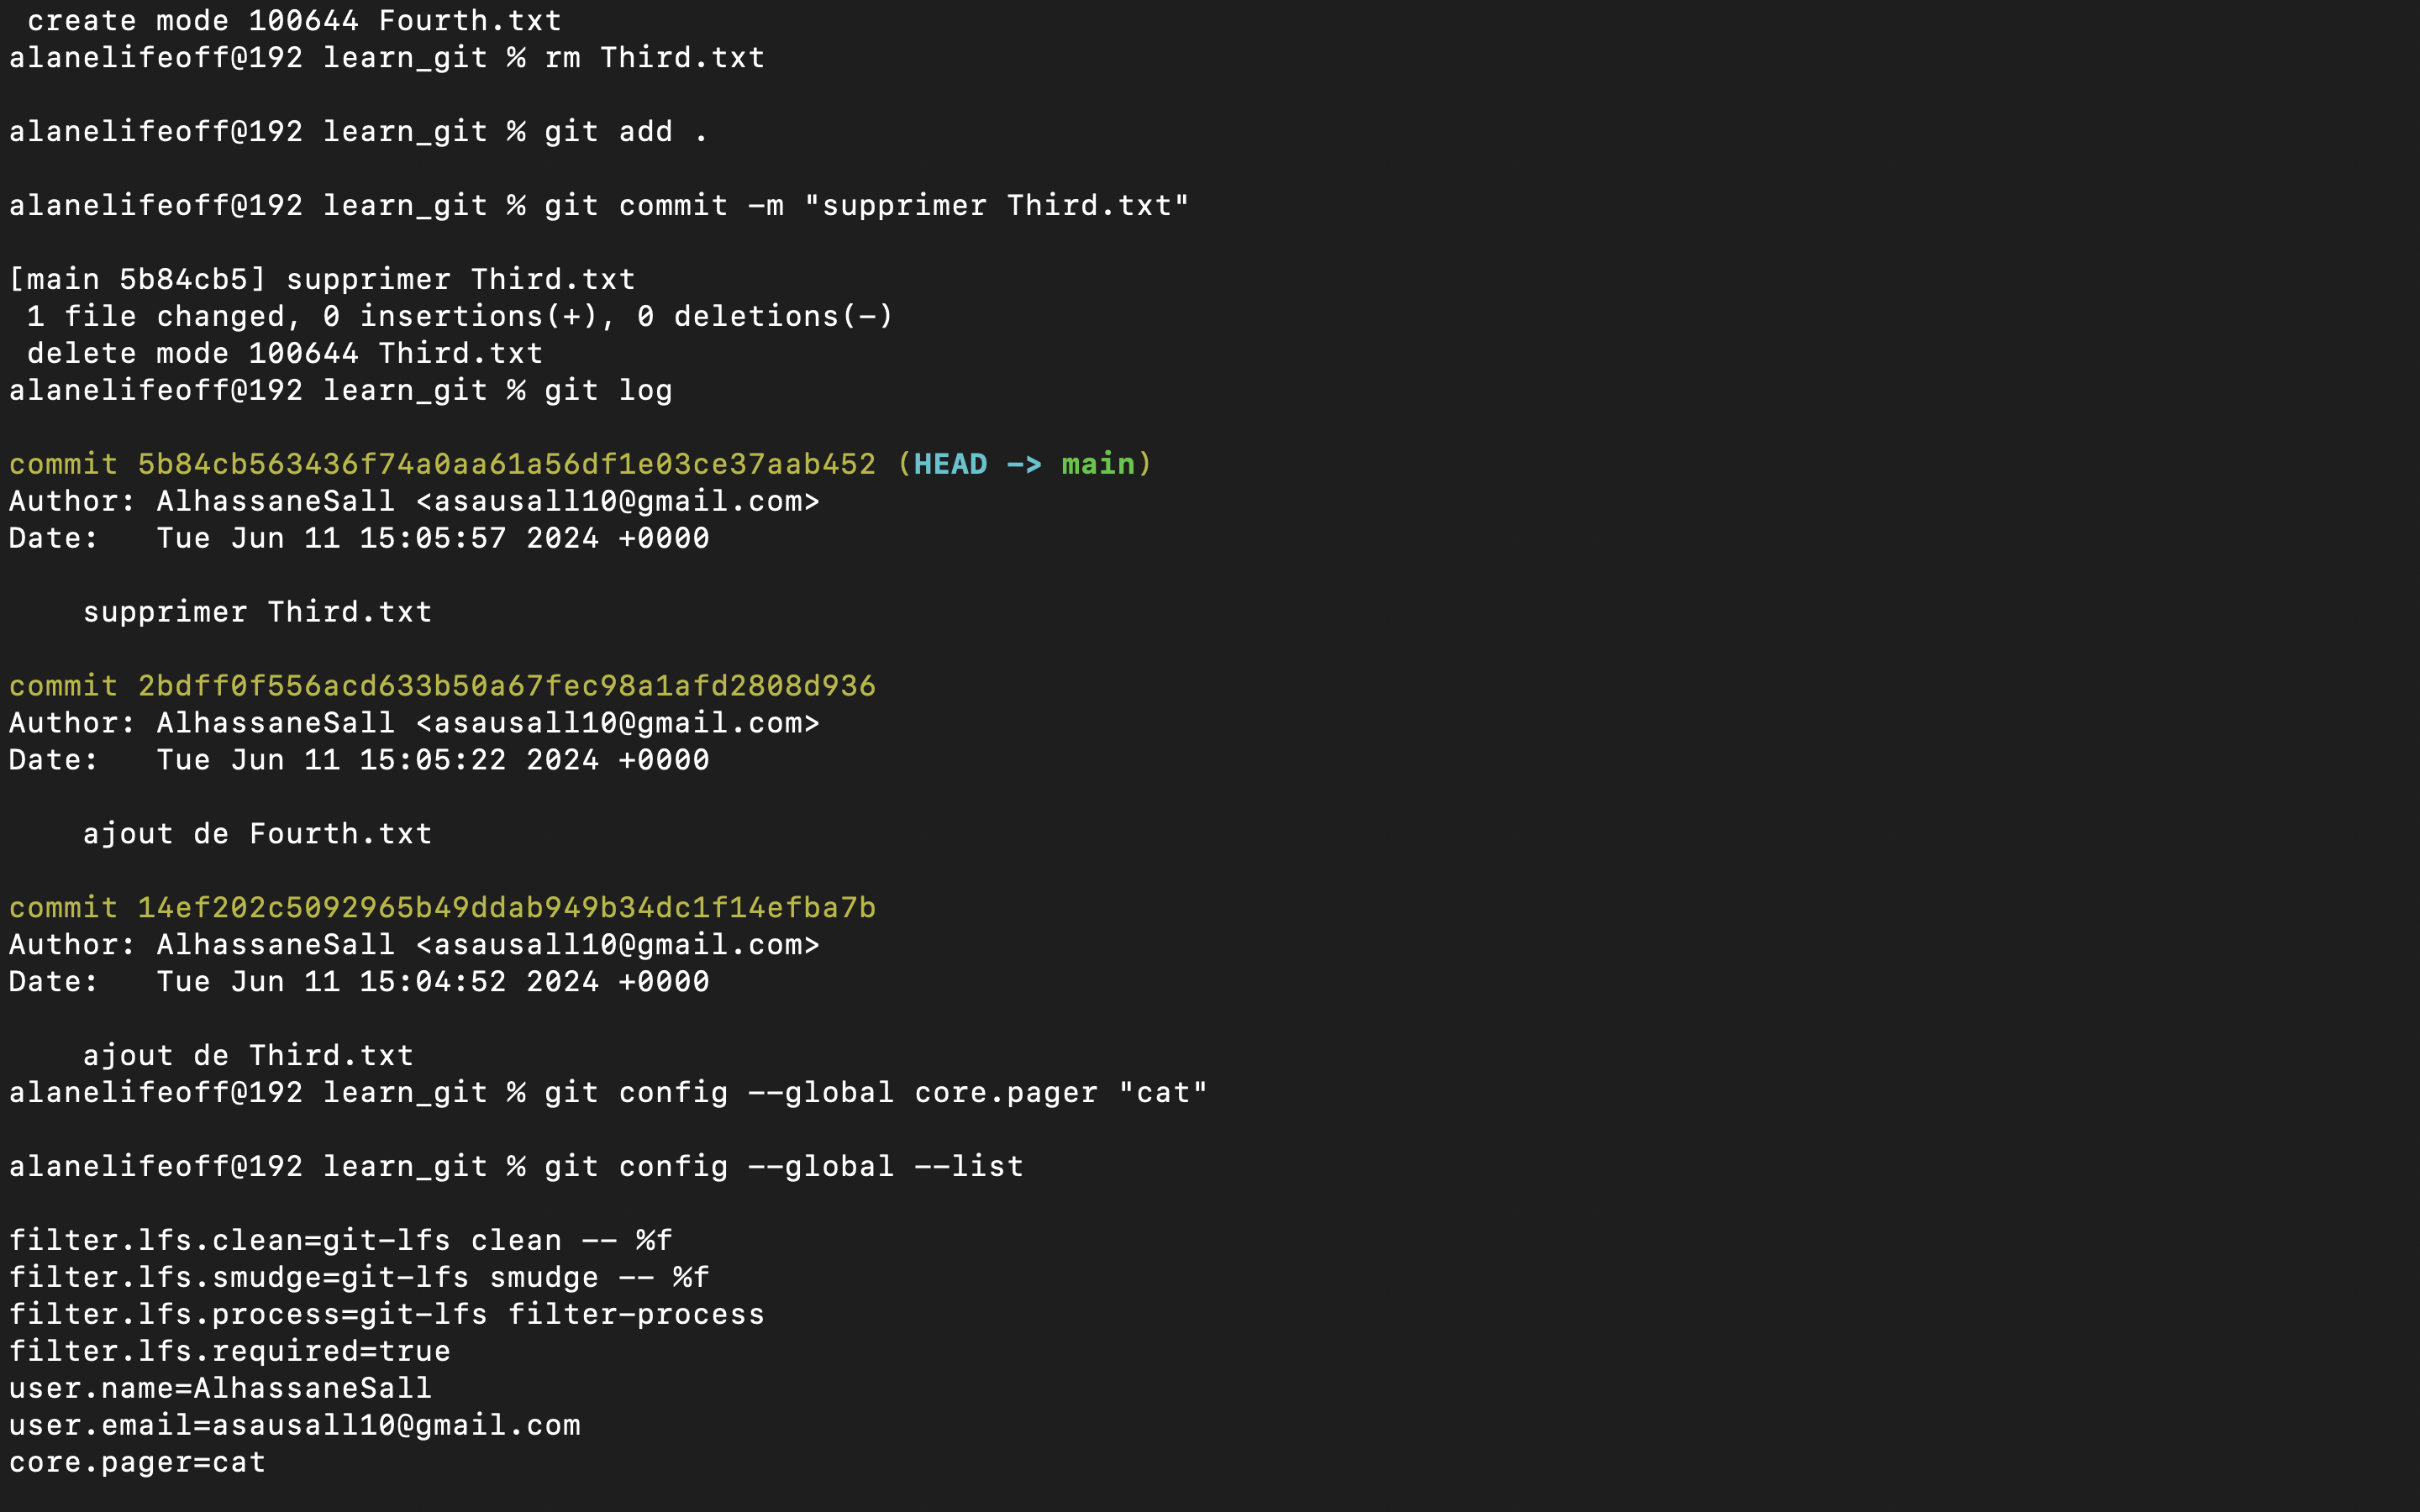 create mode 100644 Fourth.txt
alanelifeoff@192 learn_git % rm Third.txt
alanelifeoff@192 learn_git % git add .
alanelifeoff@192 learn_git % git commit -m "supprimer Third.txt"
[main 5b84cb5] supprimer Third.txt
1 file changed, 0 insertions(+), 0 deletions(-)
delete mode 100644 Third.txt
alanelifeoff@192 learn_git % git log
commit 5b84cb563436f74a0aa61a56df1e03ce37aab452 (HEAD -> main)
Author: AlhassaneSall <asausall10@gmail.com>
Date:   Tue Jun 11 15:05:57 2024 +0000
supprimer Third.txt
commit 2bdff0f556acd633b50a67fec98a1afd2808d936
Author: AlhassaneSall <asausall10@gmail.com>
Date:   Tue Jun 11 15:05:22 2024 +0000
ajout de Fourth.txt
commit 14ef202c5092965b49ddab949b34dc1f14efba7b
Author: AlhassaneSall <asausall10@gmail.com>
Date:   Tue Jun 11 15:04:52 2024 +0000
ajout de Third.txt
alanelifeoff@192 learn_git % git config --global core.pager "cat"
alanelifeoff@192 learn_git % git config --global --list
filter.lfs.clean=git-lfs clean -- %f
filter.lfs.smudge=git-lfs smudge -- %f
filter.lfs.process=git-lfs filter-process
filter.lfs.required=true
user.name=AlhassaneSall
user.email=asausall10@gmail.com
core.pager=cat